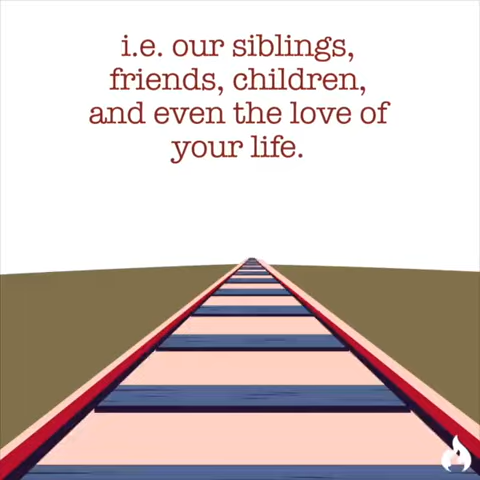 i.e. our siblings,
friends, children,
and even the love of
your life.